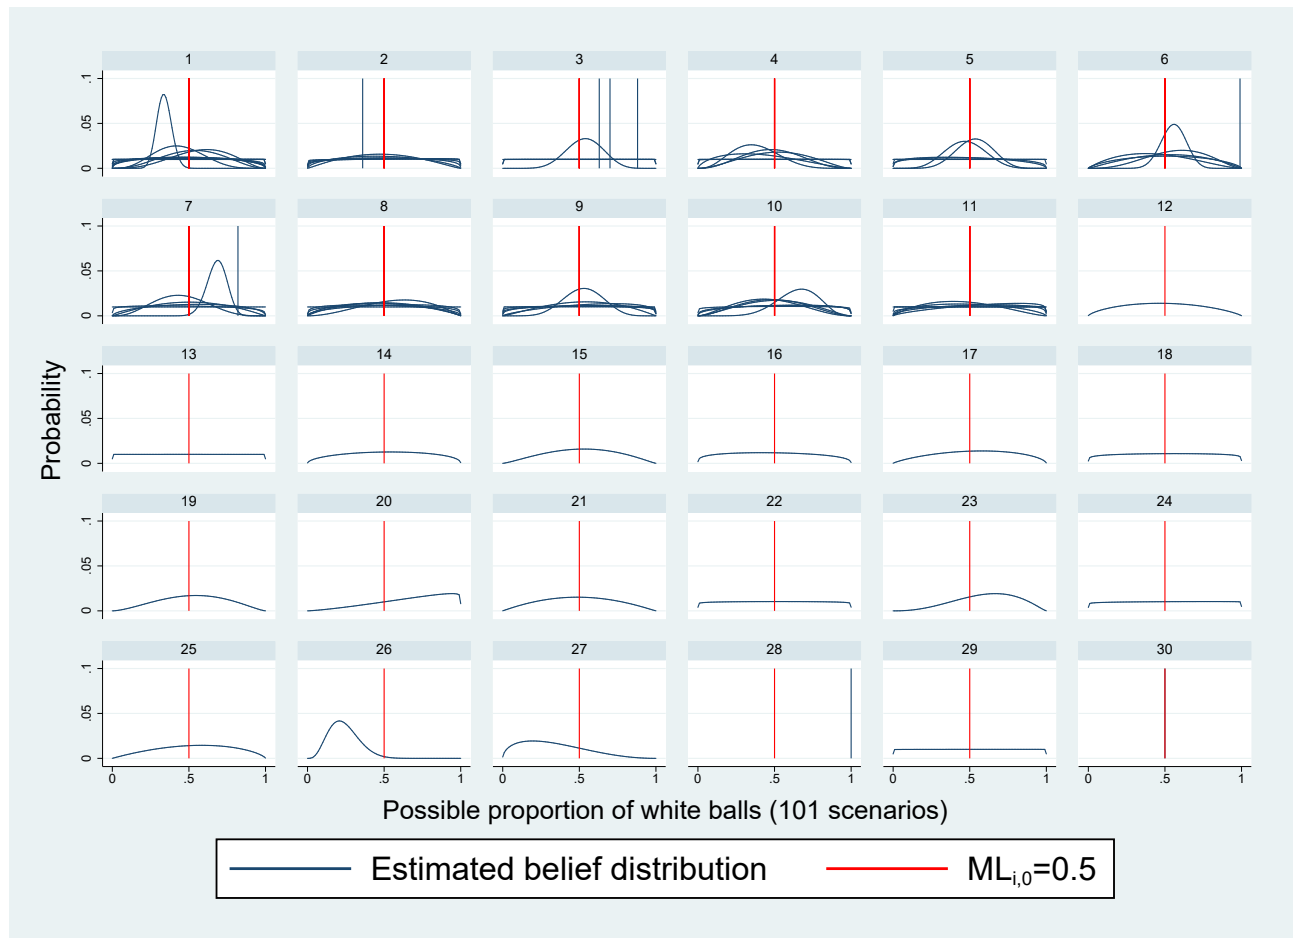 1 2 3 4 5 6
.1
.05
0
7 8 9 10 11 12
.1
.05
0
13 14 15 16 17 18
.1
.05
0
19 20 21 22 23 24
.1
.05
0
25 26 27 28 29 30
.1
.05
0
0 .5 1 0 .5 1 0 .5 1 0 .5 1 0 .5 1 0 .5 1
Probability
Possible proportion of white balls (101 scenarios)
Estimated belief distribution ML i,0=0.5